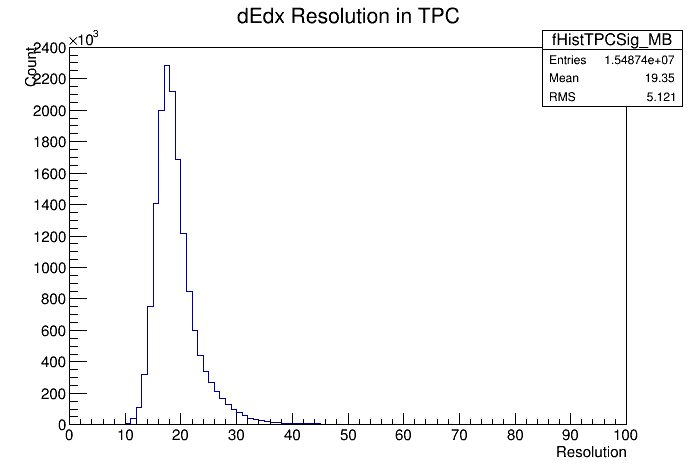 dEdx Resolution in TPC
fHistTPCSig_MB
Entries 1.54874e+07
Mean 19.35
RMS 5.121
×10³
Count
2400
2200
2000
1800
1600
1400
1200
1000
800
600
400
200
0
0 10 20 30 40 50 60 70 80 90 100
Resolution